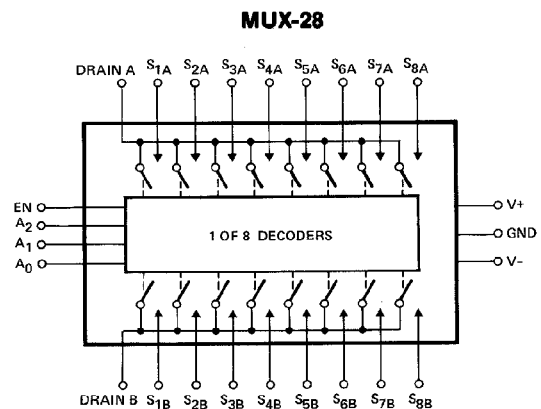 MUX-28
DRAIN A S1A S2A S3A S4A S5A S6A S7A S8A
EN
A2
A1
A0
1 OF 8 DECODERS
V+
GND
V–
DRAIN B S1B S2B S3B S4B S5B S6B S7B S8B